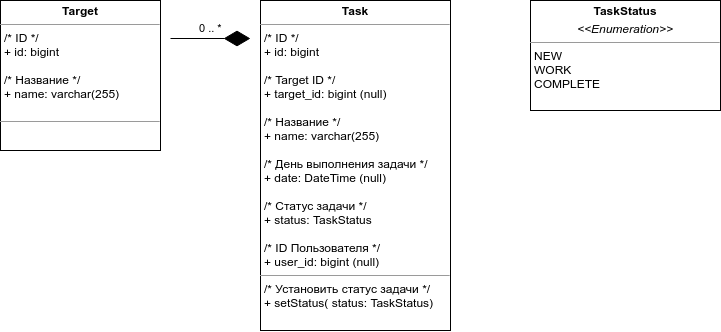 Target
/* ID */
+ id: bigint
/* Название */
+ name: varchar(255)
0 .. *
Task
/* ID */
+ id: bigint
/* Target ID */
+ target_id: bigint (null)
/* Название */
+ name: varchar(255)
/* День выполнения задачи */
+ date: DateTime (null)
/* Статус задачи */
+ status: TaskStatus
/* ID Пользователя */
+ user_id: bigint (null)
/* Установить статус задачи */
+ setStatus( status: TaskStatus)
TaskStatus
<<Enumeration>>
NEW
WORK
COMPLETE